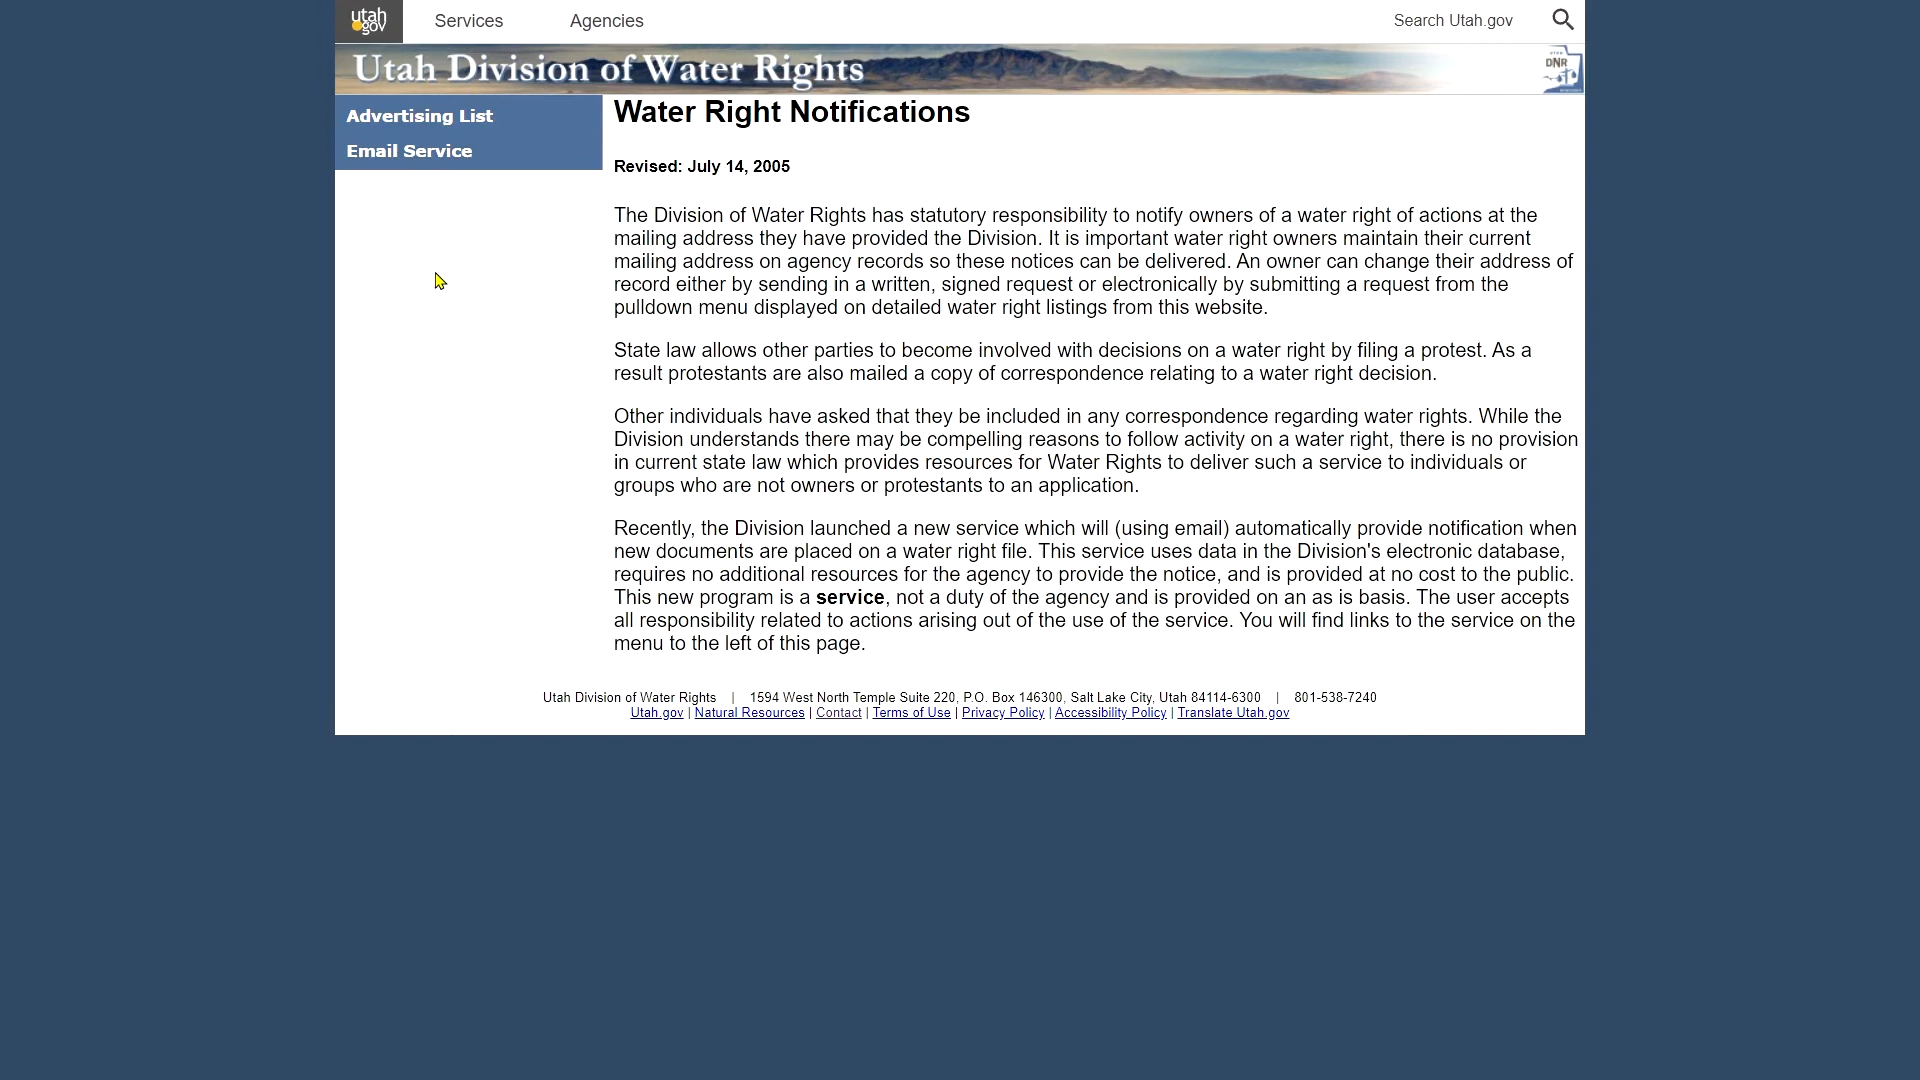 utah gov
Services
Agencies
Search Utah.gov
Utah Division of Water Rights
UTAH
DNR
Advertising List
Email Service
Water Right Notifications
Revised: July 14, 2005
The Division of Water Rights has statutory responsibility to notify owners of a water right of actions at the
mailing address they have provided the Division. It is important water right owners maintain their current
mailing address on agency records so these notices can be delivered. An owner can change their address of
record either by sending in a written, signed request or electronically by submitting a request from the
pulldown menu displayed on detailed water right listings from this website.
State law allows other parties to become involved with decisions on a water right by filing a protest. As a
result protestants are also mailed a copy of correspondence relating to a water right decision.
Other individuals have asked that they be included in any correspondence regarding water rights. While the
Division understands there may be compelling reasons to follow activity on a water right, there is no provision
in current state law which provides resources for Water Rights to deliver such a service to individuals or
groups who are not owners or protestants to an application.
Recently, the Division launched a new service which will (using email) automatically provide notification when
new documents are placed on a water right file. This service uses data in the Division's electronic database,
requires no additional resources for the agency to provide the notice, and is provided at no cost to the public.
This new program is a service, not a duty of the agency and is provided on an as is basis. The user accepts
all responsibility related to actions arising out of the use of the service. You will find links to the service on the
menu to the left of this page.
Utah Division of Water Rights | 1594 West North Temple Suite 220, P.O. Box 146300, Salt Lake City, Utah 84114-6300 | 801-538-7240
Utah.gov | Natural Resources | Contact | Terms of Use | Privacy Policy | Accessibility Policy | Translate Utah.gov